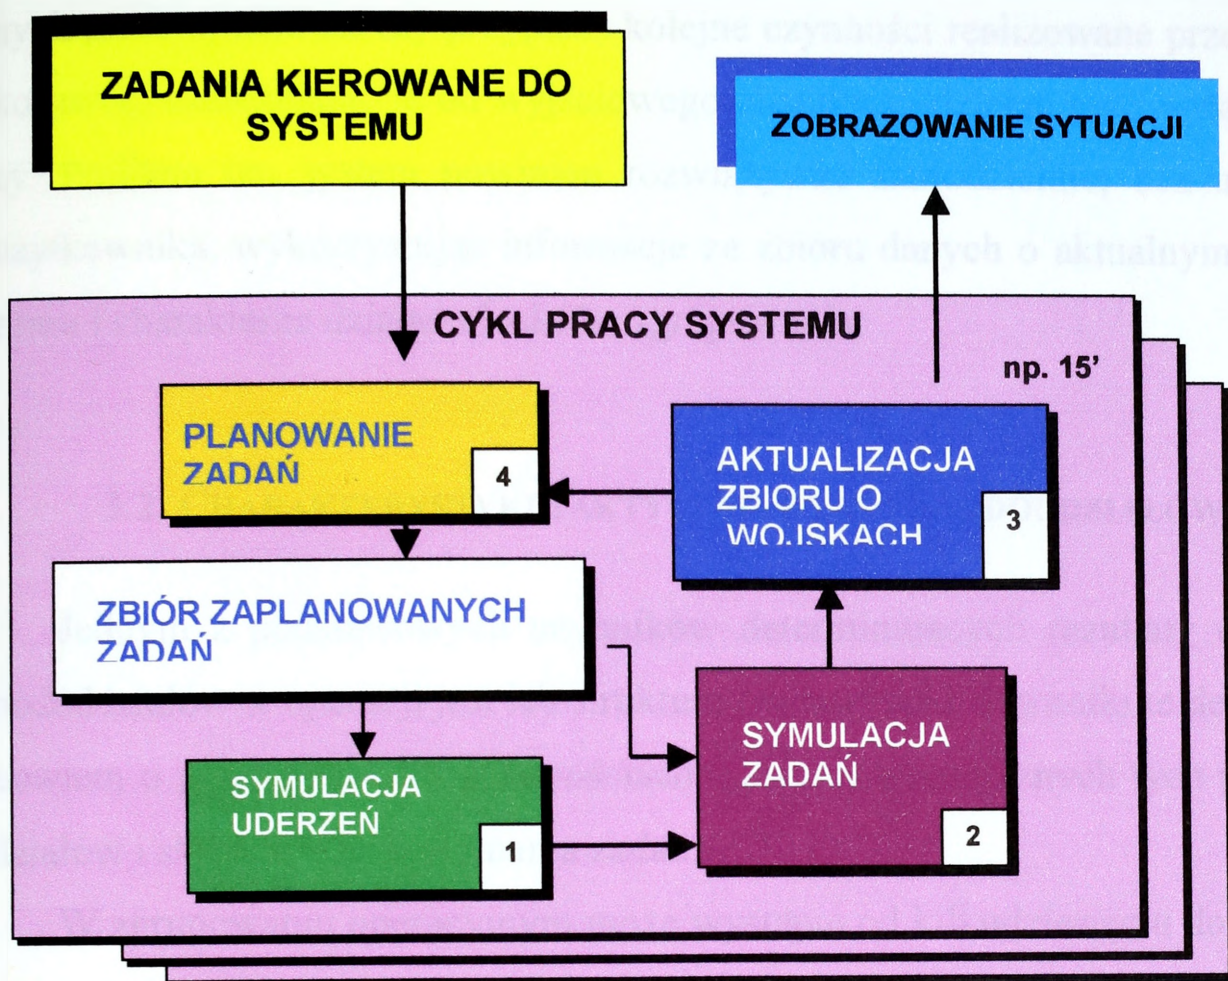 ZADANIA KIEROWANE DO
SYSTEMU
ZOBRAZOWANIE SYTUACJI
CYKL PRACY SYSTEMU
np. 15'
PLANOWANIE
ZADAŃ
4
AKTUALIZACJA
ZBIORU O
WOJSKACH
3
ZBIÓR ZAPLANOWANYCH
ZADAŃ
SYMULACJA
ZADAŃ
2
SYMULACJA
UDERZEŃ
1